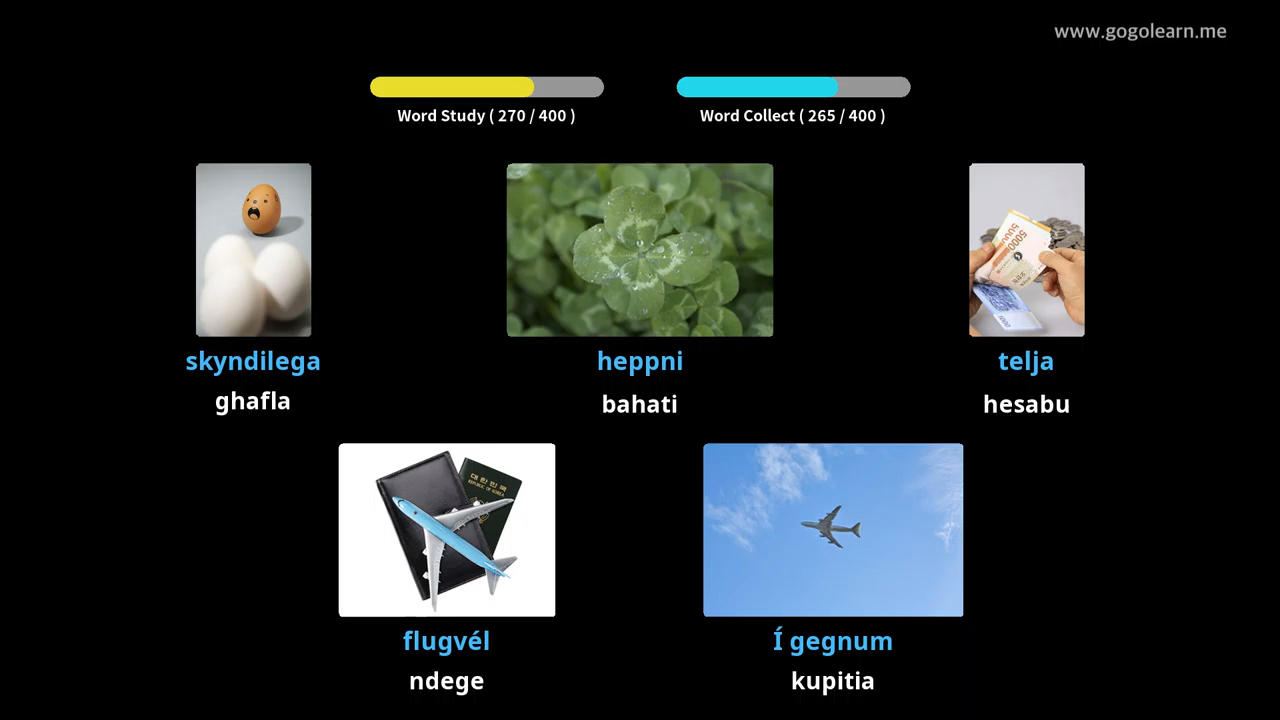 www.gogolearn.me
Word Study ( 270 / 400 )
Word Collect ( 265 / 400 )
skyndilega
ghafla
heppni
bahati
telja
hesabu
flugvél
ndege
Í gegnum
kupitia